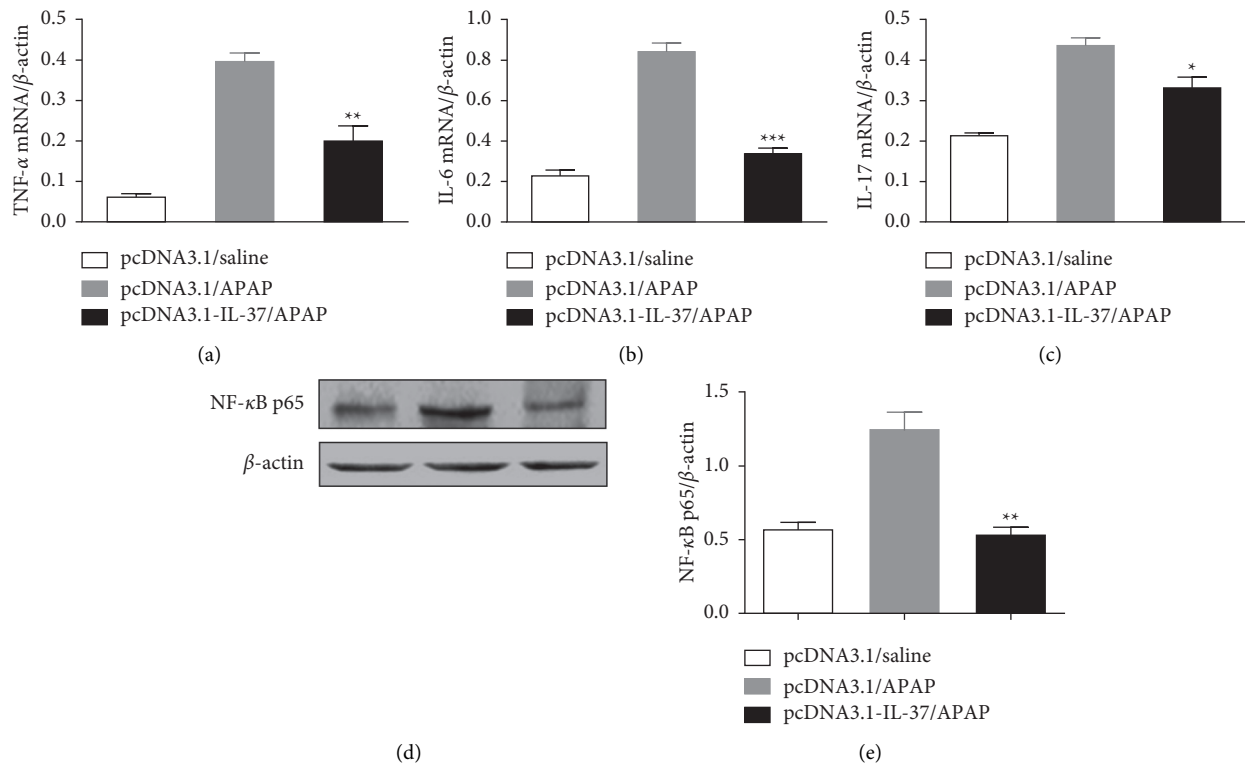 TNF-α mRNA/β-actin
0.5
0.4
0.3
0.2
0.1
0.0
**
pcDNA3.1/saline
pcDNA3.1/APAP
pcDNA3.1-IL-37/APAP
(a)
IL-6 mRNA/β-actin
1.0
0.8
0.6
0.4
0.2
0.0
***
pcDNA3.1/saline
pcDNA3.1/APAP
pcDNA3.1-IL-37/APAP
(b)
IL-17 mRNA/β-actin
0.5
0.4
0.3
0.2
0.1
0.0
*
pcDNA3.1/saline
pcDNA3.1/APAP
pcDNA3.1-IL-37/APAP
(c)
NF-κB p65
β-actin
(d)
NF-κB p65/β-actin
1.5
1.0
0.5
0.0
**
pcDNA3.1/saline
pcDNA3.1/APAP
pcDNA3.1-IL-37/APAP
(e)